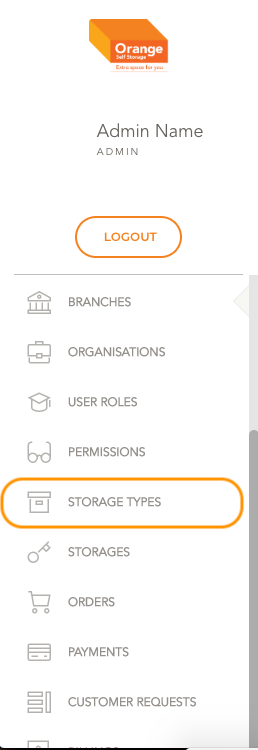 Orange
Self Storage
Extra space for you
Admin Name
ADMIN
LOGOUT
BRANCHES
ORGANISATIONS
USER ROLES
PERMISSIONS
STORAGE TYPES
STORAGES
ORDERS
PAYMENTS
CUSTOMER REQUESTS